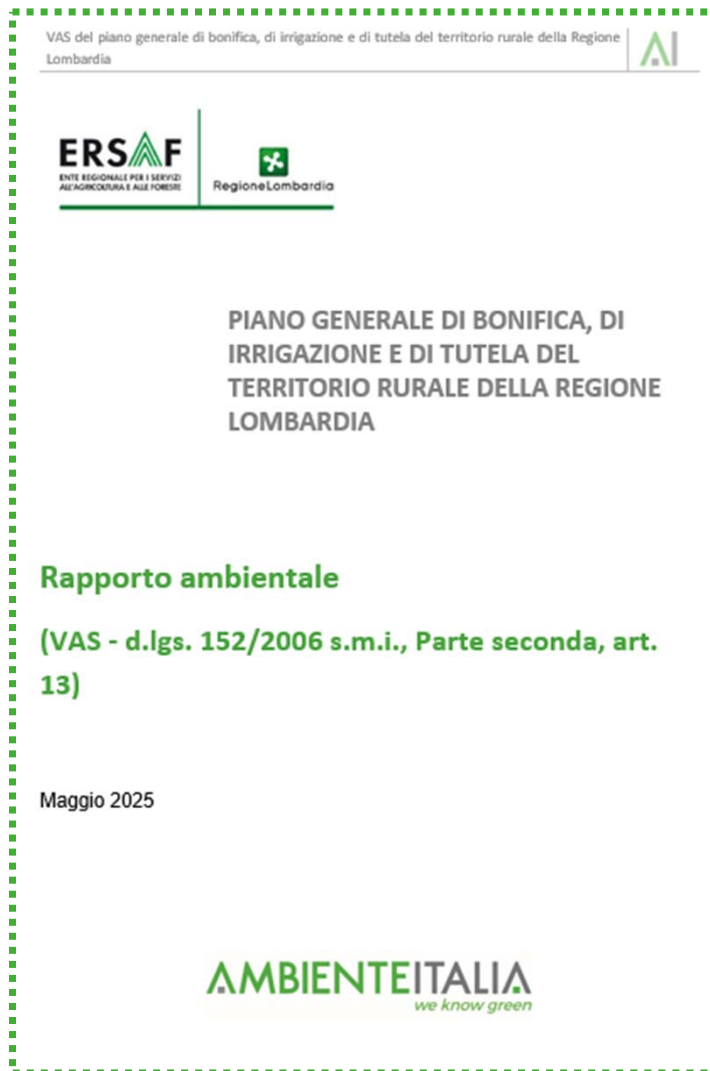 VAS del piano generale di bonifica, di irrigazione e di tutela del territorio rurale della Regione
Lombardia
AI
ERSAF
ENTE REGIONALE PER I SERVIZI
ALL'AGRICOLTURA E ALLE FORESTE
RegioneLombardia
PIANO GENERALE DI BONIFICA, DI
IRRIGAZIONE E DI TUTELA DEL
TERRITORIO RURALE DELLA REGIONE
LOMBARDIA
Rapporto ambientale
(VAS - d.lgs. 152/2006 s.m.i., Parte seconda, art.
13)
Maggio 2025
AMBIENTEITALIA
we know green